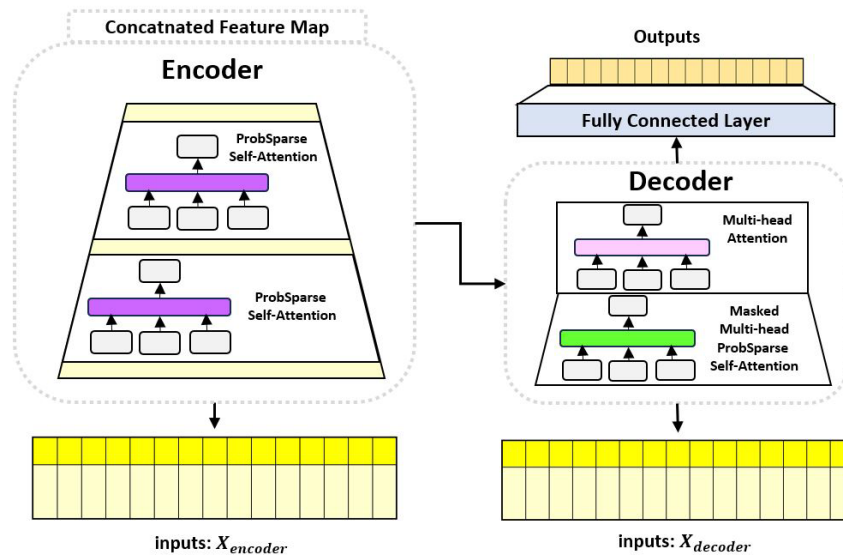 Concatnated Feature Map
Encoder
ProbSparse
Self-Attention
ProbSparse
Self-Attention
inputs: X_encoder
Outputs
Fully Connected Layer
Decoder
Multi-head
Attention
Masked
Multi-head
ProbSparse
Self-Attention
inputs: X_decoder